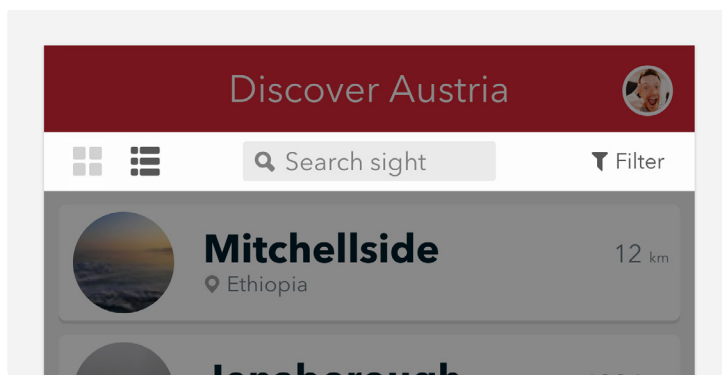 Discover Austria
Search sight
Filter
Mitchellside
12 km
Ethiopia